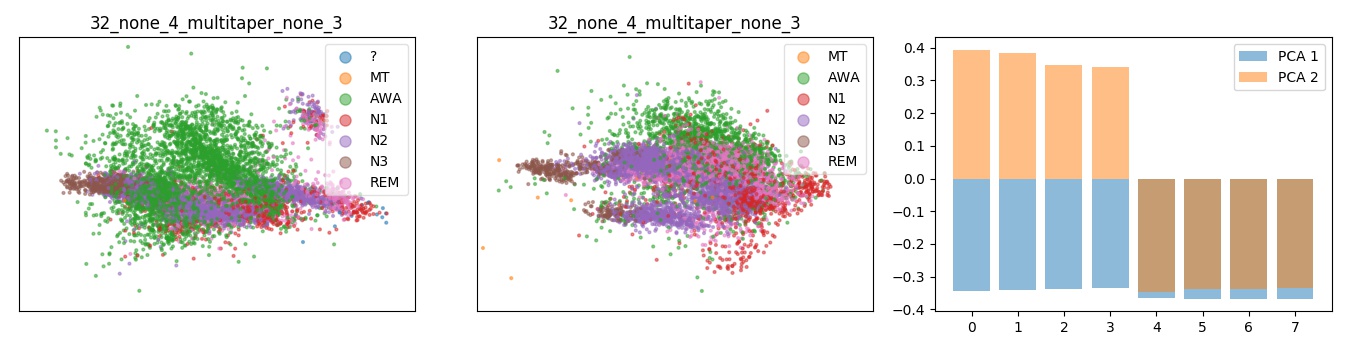 32_none_4_multitaper_none_3
?
MT
AWA
N1
N2
N3
REM
32_none_4_multitaper_none_3
MT
AWA
N1
N2
N3
REM
PCA 1
PCA 2
0.4
0.3
0.2
0.1
0.0
−0.1
−0.2
−0.3
−0.4
0 1 2 3 4 5 6 7